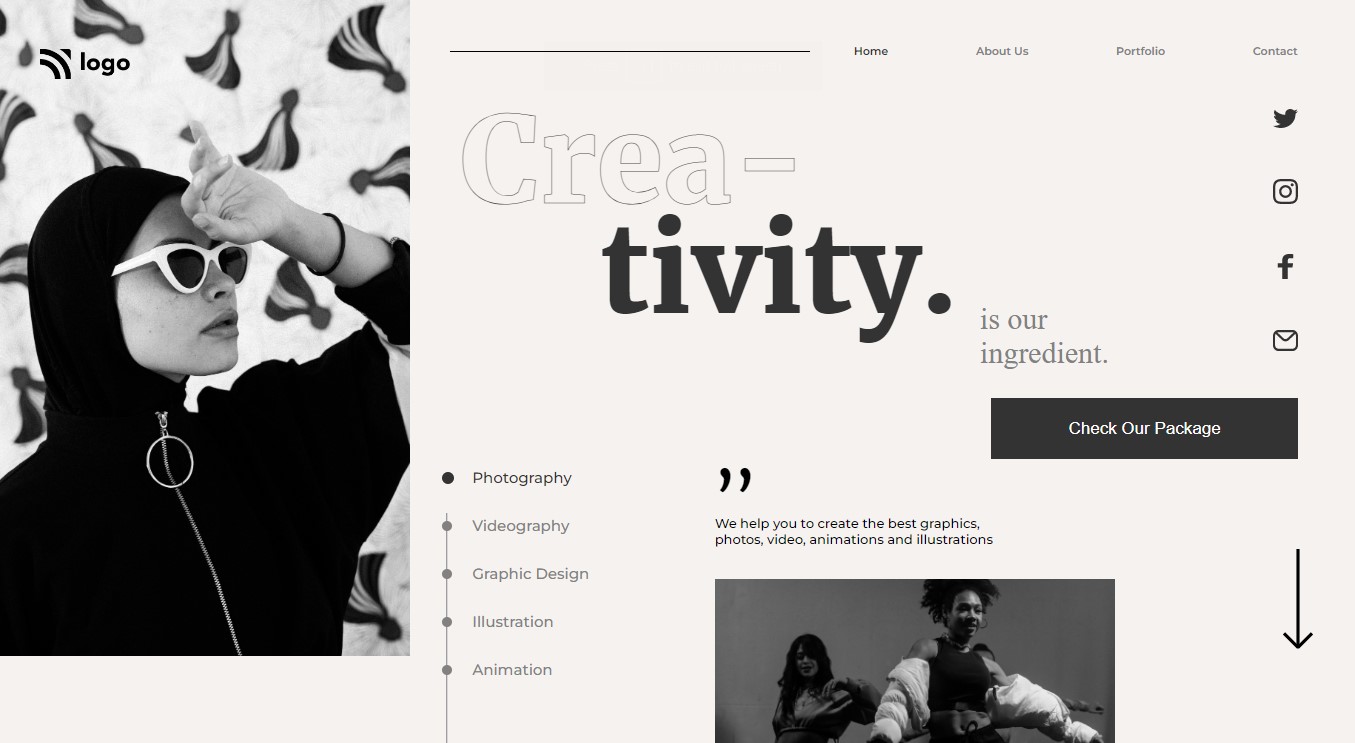 logo
Home About Us Portfolio Contact
Crea-
tivity.
is our
ingredient.
Check Our Package
Photography
Videography
Graphic Design
Illustration
Animation
”
We help you to create the best graphics,
photos, video, animations and illustrations